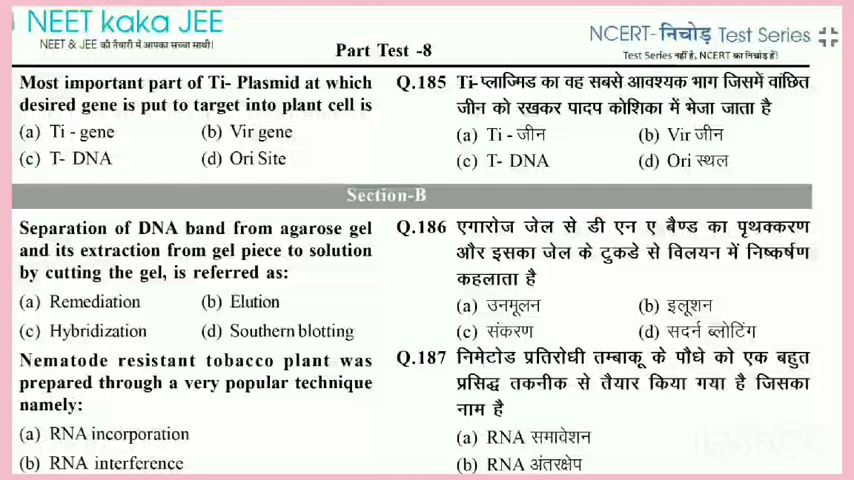 NEET kaka JEE
NEET & JEE की तैयारी में आपका सच्चा साथी!
Part Test -8
NCERT-निचोड़ Test Series
Test Series नहीं है, NCERT का निचोड़ है!
Most important part of Ti- Plasmid at which
desired gene is put to target into plant cell is
(a) Ti - gene (b) Vir gene
(c) T- DNA (d) Ori Site
Q.185 Ti-प्लाज्मिड का वह सबसे आवश्यक भाग जिसमें वांछित
जीन को रखकर पादप कोशिका में भेजा जाता है
(a) Ti - जीन (b) Vir जीन
(c) T- DNA (d) Ori स्थल
Section-B
Separation of DNA band from agarose gel
and its extraction from gel piece to solution
by cutting the gel, is referred as:
(a) Remediation (b) Elution
(c) Hybridization (d) Southern blotting
Q.186 एगारोज जेल से डी एन ए बैण्ड का पृथक्करण
और इसका जेल के टुकडे से विलयन में निष्कर्षण
कहलाता है
(a) उनमूलन (b) इलूशन
(c) संकरण (d) सदर्न ब्लोटिंग
Nematode resistant tobacco plant was
prepared through a very popular technique
namely:
(a) RNA incorporation
(b) RNA interference
Q.187 निमेटोड प्रतिरोधी तम्बाकू के पौधे को एक बहुत
प्रसिद्ध तकनीक से तैयार किया गया है जिसका
नाम है
(a) RNA समावेशन
(b) RNA अंतरक्षेप